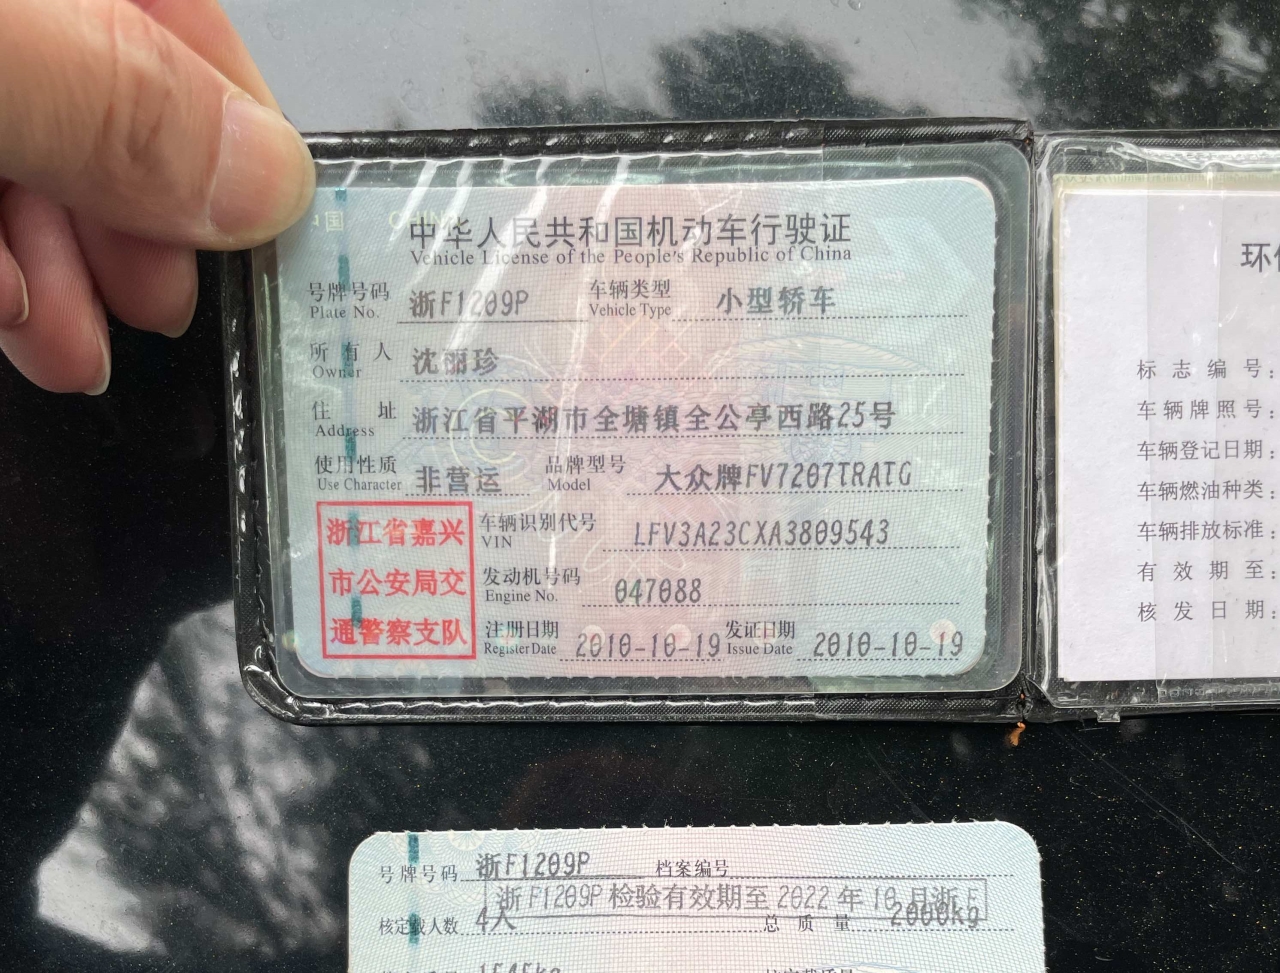 中华人民共和国机动车行驶证
Vehicle License of the People's Republic of China
号牌号码 浙F1209P 车辆类型 小型轿车
Plate No. Vehicle Type
所有人 沈丽珍
Owner
住址 浙江省平湖市全塘镇全公亭西路25号
Address
使用性质 非营运 品牌型号 大众牌FV7207TRATG
Use Character Model
浙江省嘉兴
市公安局交
通警察支队
车辆识别代号 LFV3A23CXA3809543
VIN
发动机号码 047088
Engine No.
注册日期 2010-10-19 发证日期 2010-10-19
Register Date Issue Date
标志编号:
车辆牌照号:
车辆登记日期:
车辆燃油种类:
车辆排放标准:
有效期至:
核发日期:
号牌号码 浙F1209P 档案编号
浙F1209P检验有效期至2022年10月浙F
核定载人数 4人 总质量 2000kg